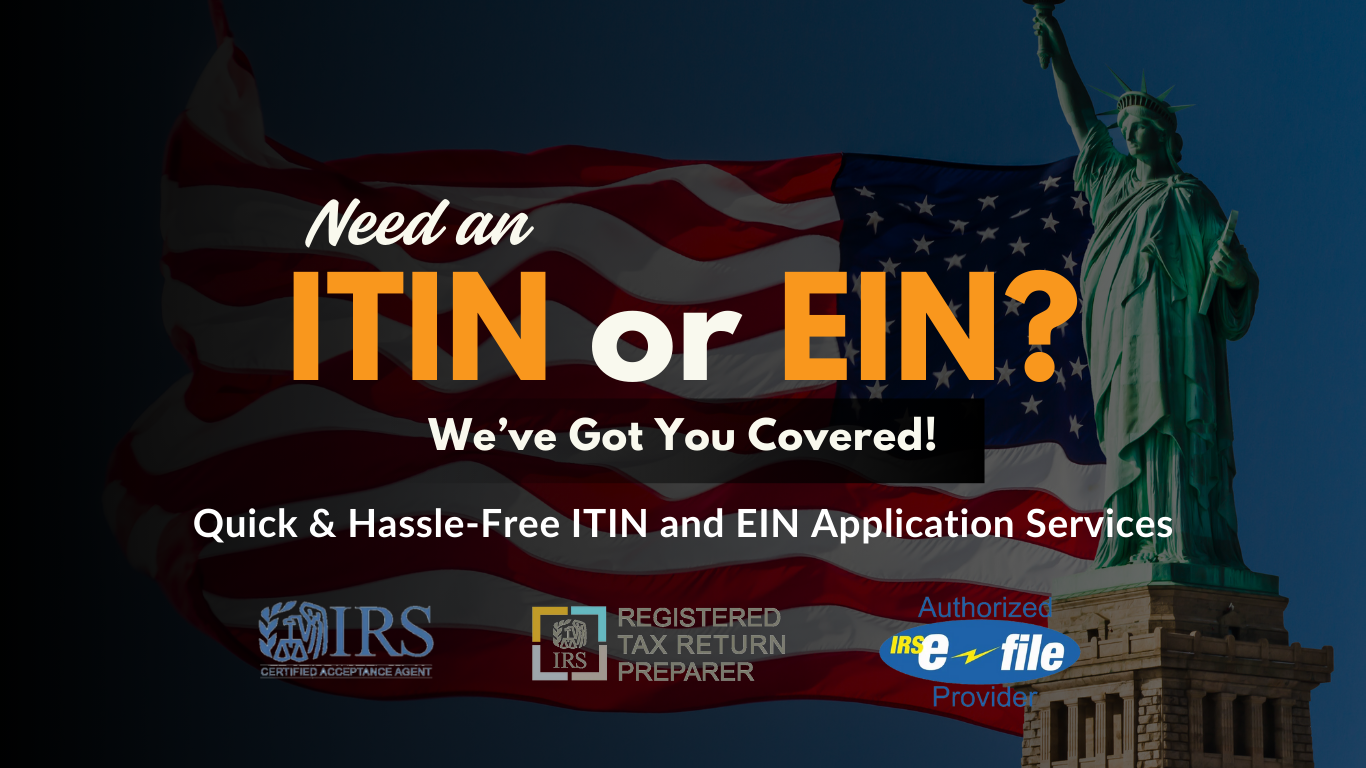 Need an
ITIN or EIN?
We’ve Got You Covered!
Quick & Hassle-Free ITIN and EIN Application Services
IRS
CERTIFIED ACCEPTANCE AGENT
IRS
REGISTERED
TAX RETURN
PREPARER
Authorized
IRS e file
Provider